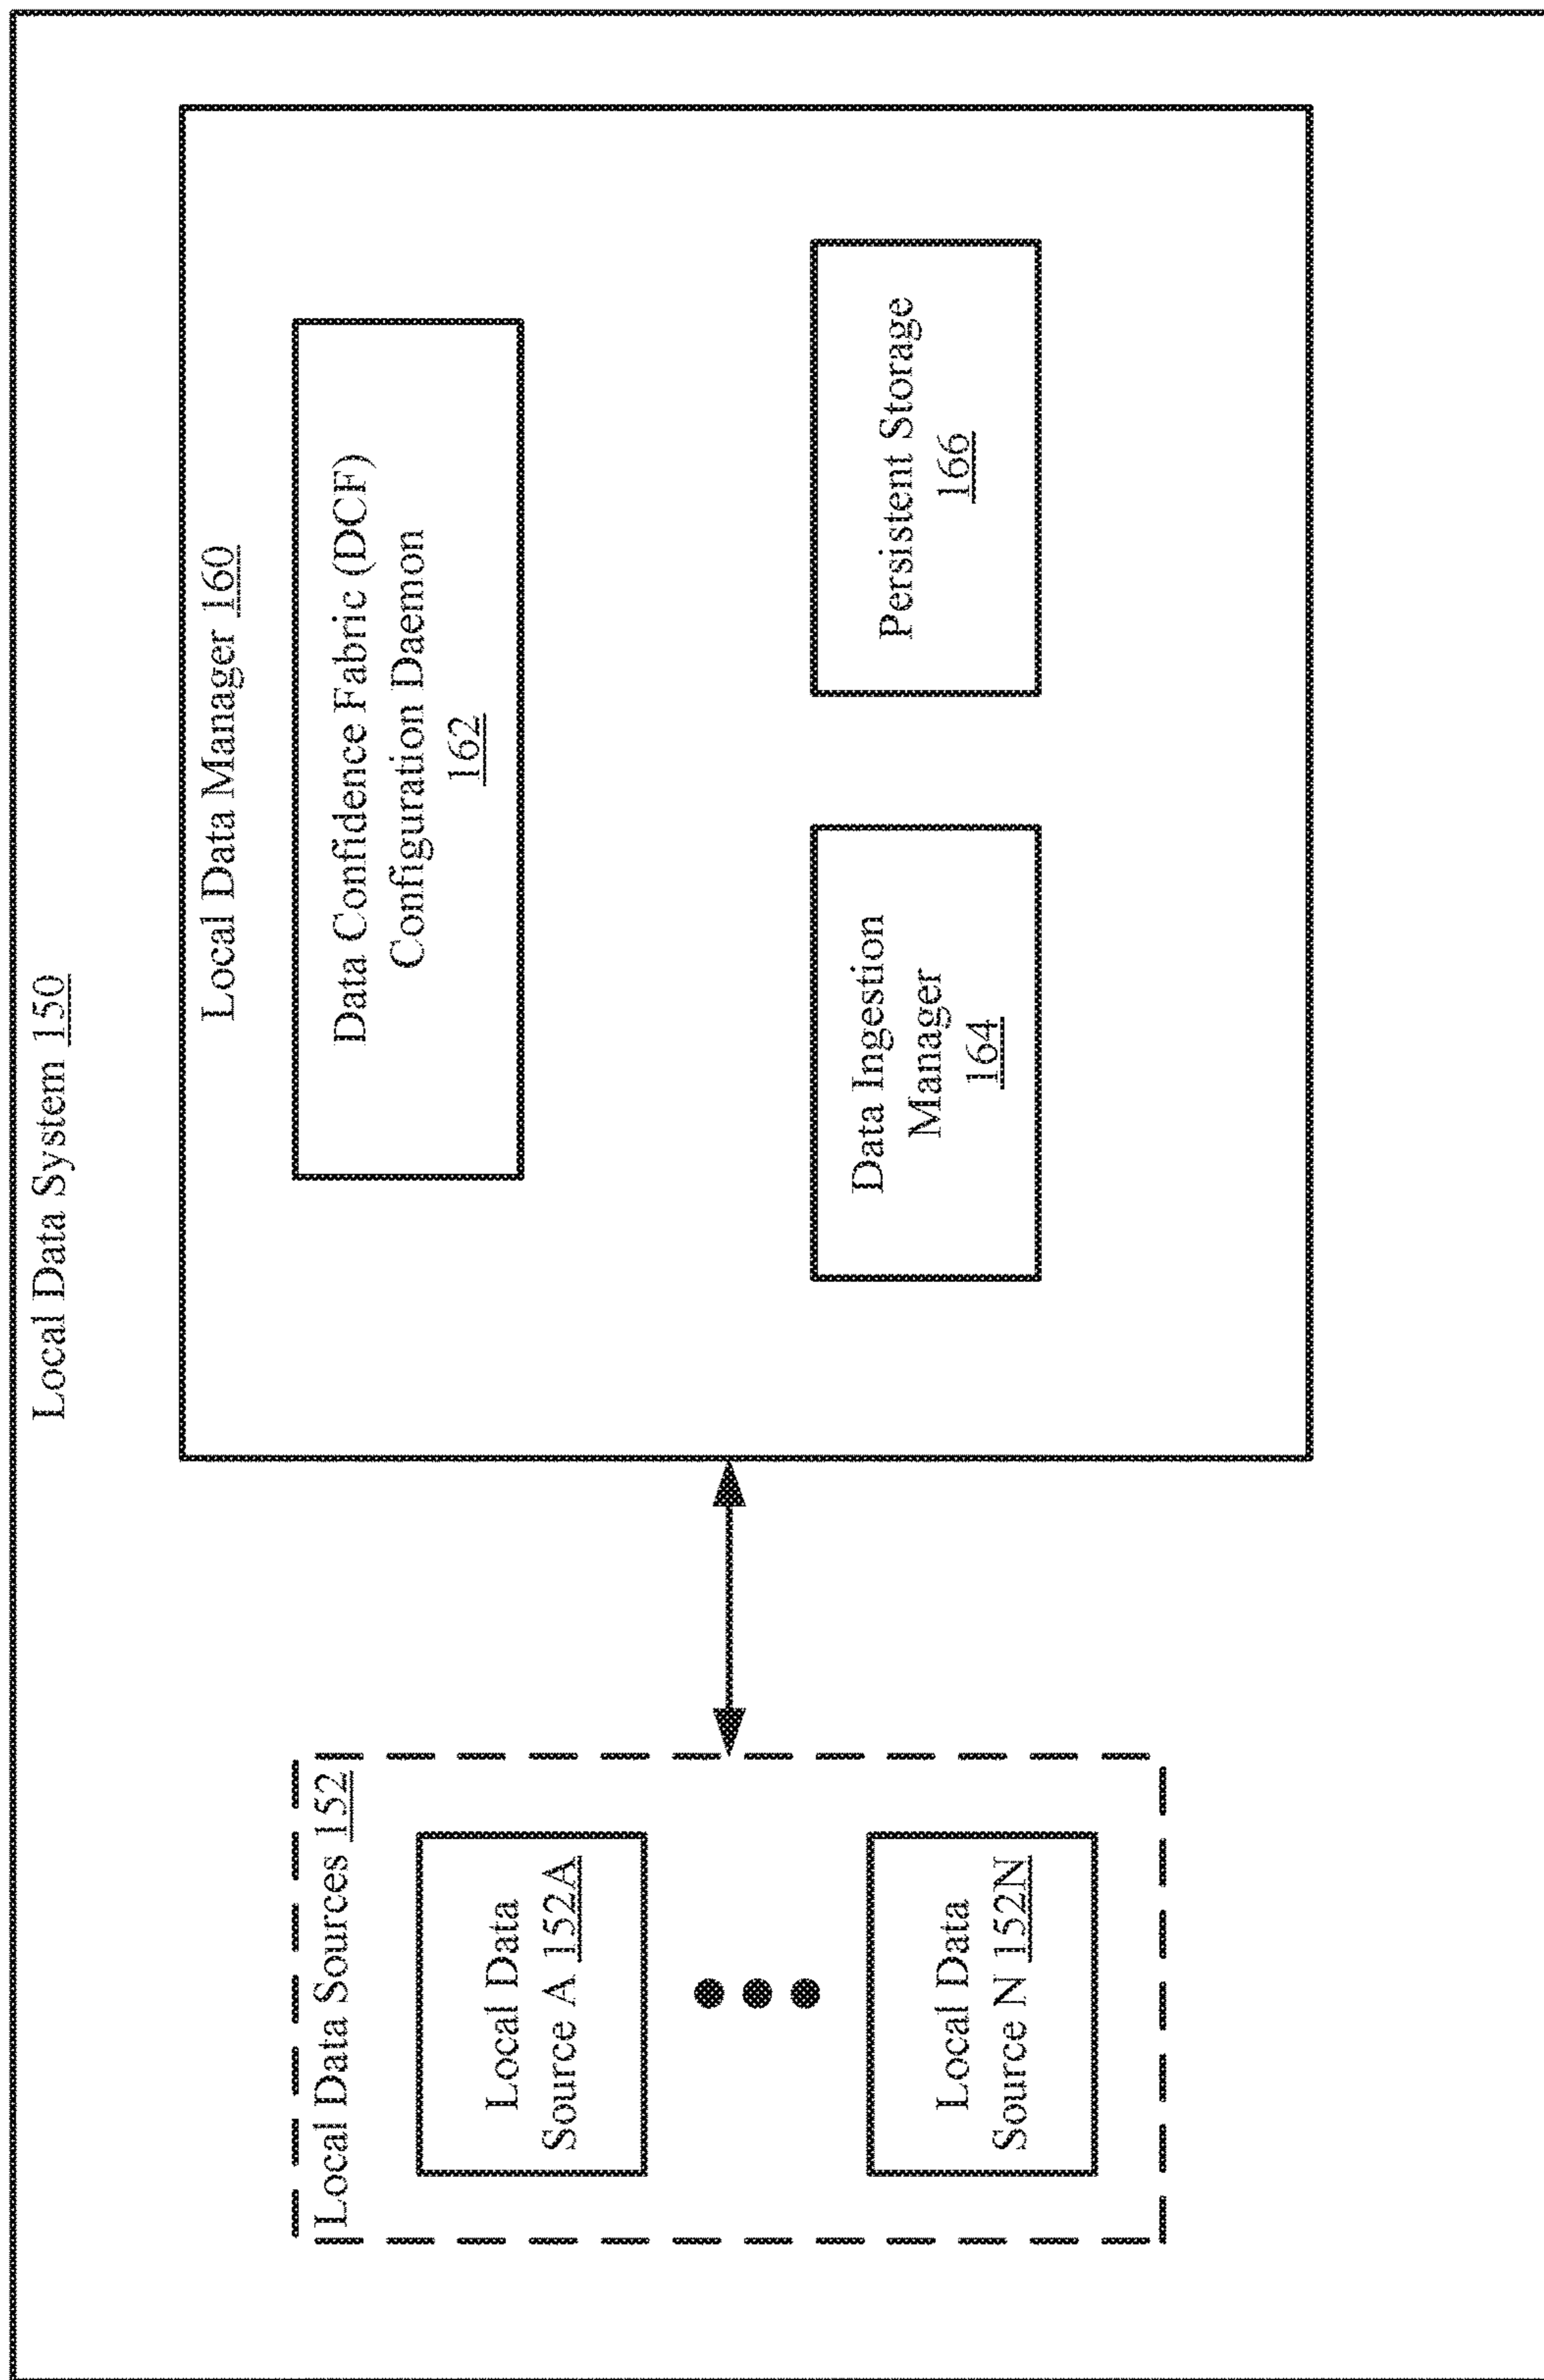 Local Data System 150
Local Data Sources 152
Local Data
Source A 152A
Local Data
Source N 152N
Local Data Manager 160
Data Confidence Fabric (DCF)
Configuration Daemon
162
Data Ingestion
Manager
164
Persistent Storage
166